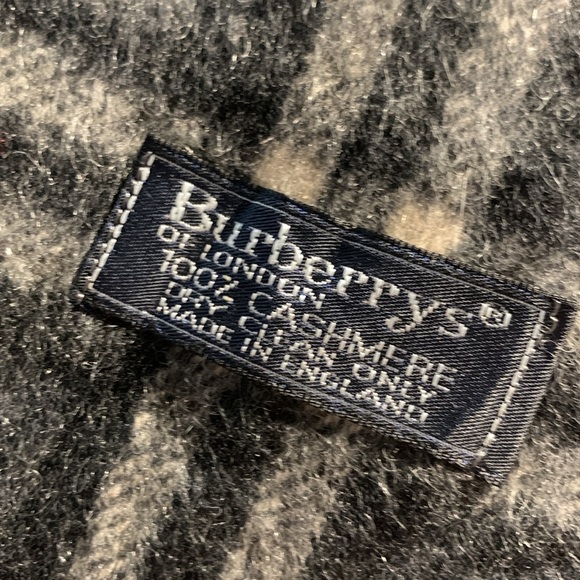 Burberrys®
OF LONDON
100% CASHMERE
DRY CLEAN ONLY
MADE IN ENGLAND